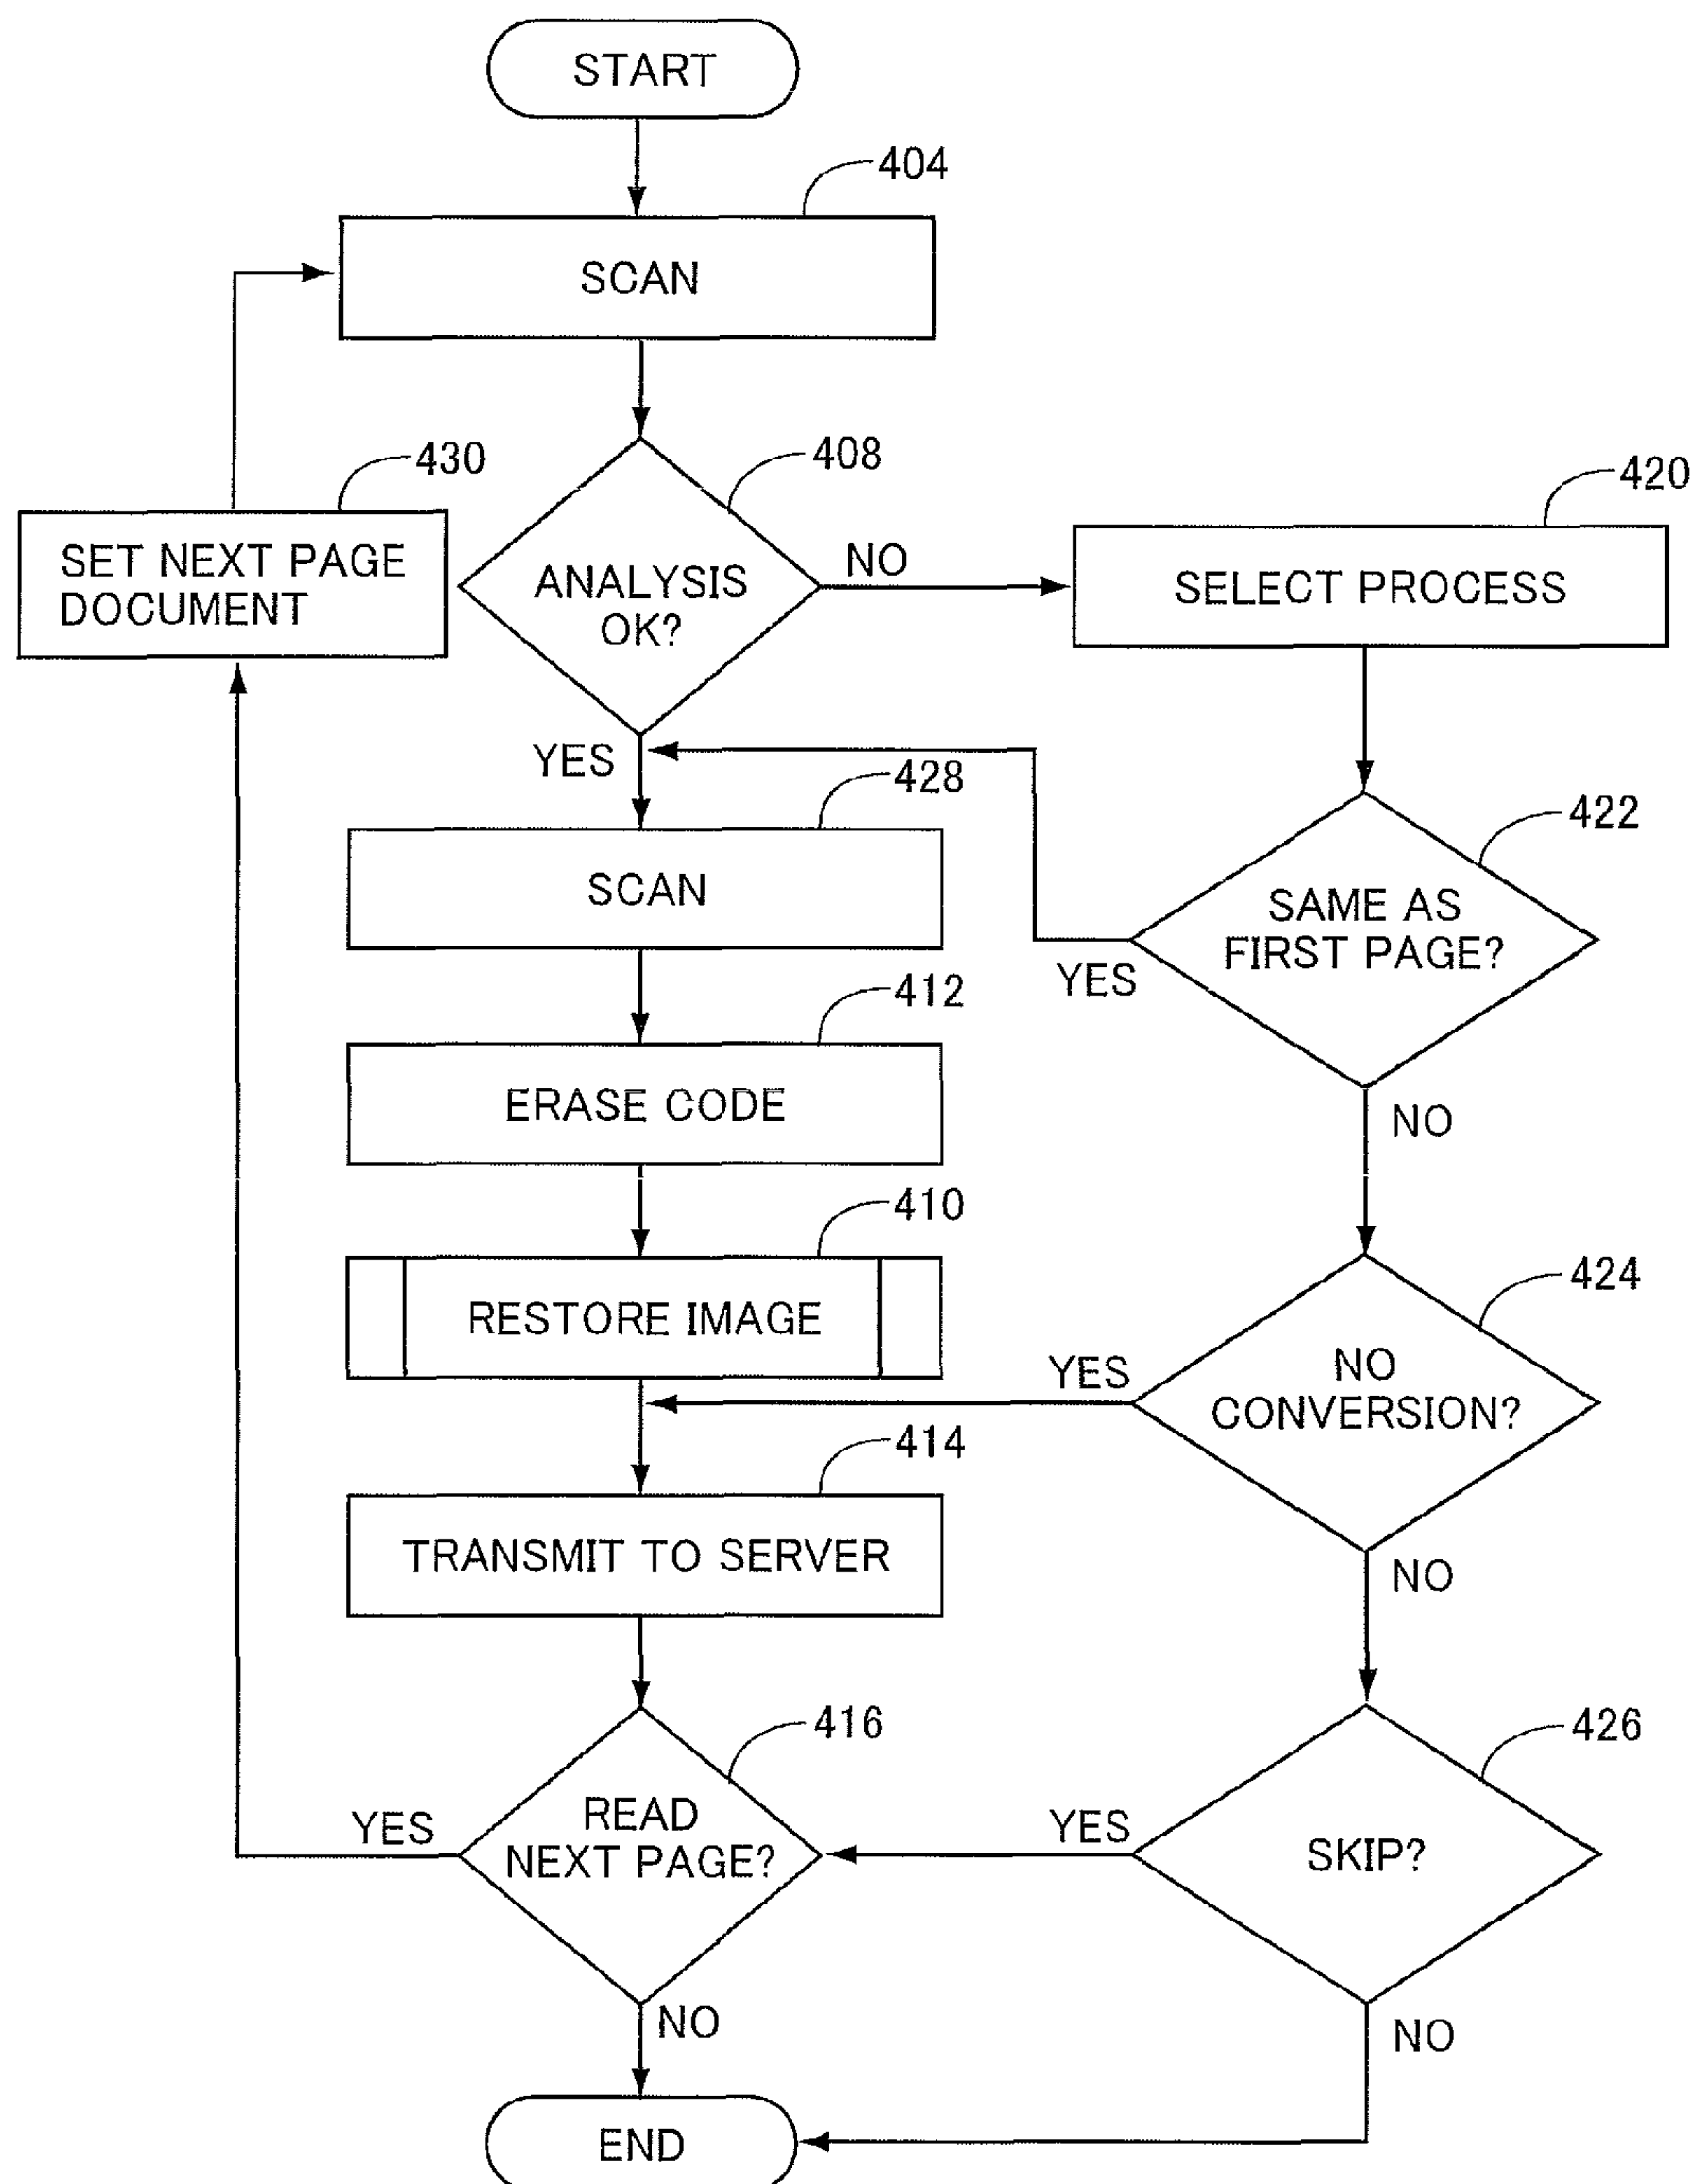 START
404
SCAN
430
408
420
SET NEXT PAGE
DOCUMENT
ANALYSIS
OK?
NO
SELECT PROCESS
YES
428
422
SCAN
SAME AS
FIRST PAGE?
YES
412
ERASE CODE
NO
410
RESTORE IMAGE
424
YES
NO
CONVERSION?
414
TRANSMIT TO SERVER
NO
416
426
YES
READ
NEXT PAGE?
YES
SKIP?
NO
NO
END